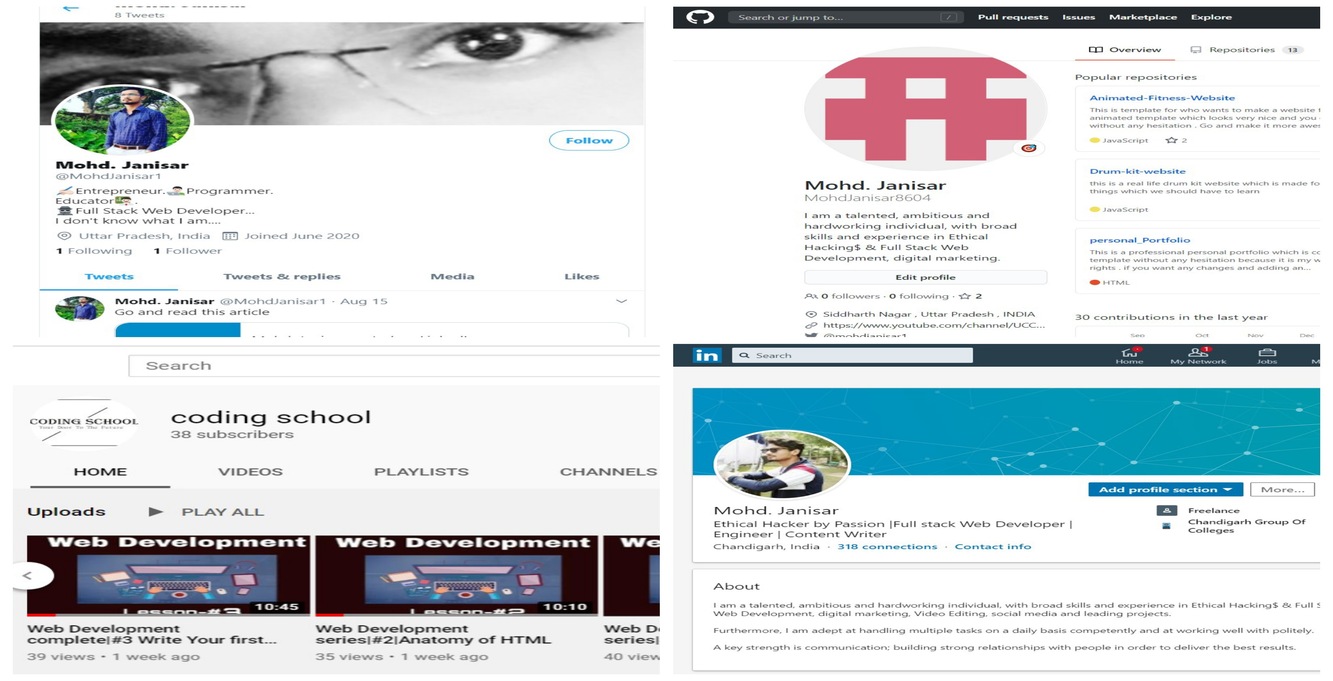 8 Tweets
Follow
Mohd. Janisar
@MohdJanisar1
Entrepreneur. Programmer.
Educator .
Full Stack Web Developer...
I don't know what I am....
Uttar Pradesh, India Joined June 2020
1 Following 1 Follower
Tweets Tweets & replies Media Likes
Mohd. Janisar @MohdJanisar1 · Aug 15
Go and read this article
Search or jump to... /
Pull requests Issues Marketplace Explore
Overview Repositories 13
Popular repositories
Animated-Fitness-Website
This is template for who wants to make a website
animated template which looks very nice and you
without any hesitation . Go and make it more
JavaScript 2
Drum-kit-website
this is a real life drum kit website which is made
things which we should have to learn
JavaScript
personal_Portfolio
This is a professional personal portfolio which is
template without any hesitation because it is my
rights . if you want any changes and adding an...
HTML
30 contributions in the last year
Sep Oct Nov Dec
Mohd. Janisar
MohdJanisar8604
I am a talented, ambitious and
hardworking individual, with broad
skills and experience in Ethical
Hacking$ & Full Stack Web
Development, digital marketing.
Edit profile
0 followers · 0 following · 2
Siddharth Nagar , Uttar Pradesh , INDIA
https://www.youtube.com/channel/UCC...
@mohdjanisar1
Search
CODING SCHOOL
Your Door To The Future
coding school
38 subscribers
HOME VIDEOS PLAYLISTS CHANNELS
Uploads PLAY ALL
Web Development
Lesson-#3
10:45
Web Development
complete|#3 Write Your first...
39 views • 1 week ago
Web Development
Lesson-#2
10:10
Web Development
series|#2|Anatomy of HTML
35 views • 1 week ago
We
Web D
series|
40 view
in Search
Home My Network 1 Jobs M
Add profile section More...
Mohd. Janisar
Ethical Hacker by Passion |Full stack Web Developer |
Engineer | Content Writer
Chandigarh, India · 318 connections · Contact info
Freelance
Chandigarh Group Of
Colleges
About
I am a talented, ambitious and hardworking individual, with broad skills and experience in Ethical Hacking$ & Full S
Web Development, digital marketing, Video Editing, social media and leading projects.
Furthermore, I am adept at handling multiple tasks on a daily basis competently and at working well with politely.
A key strength is communication; building strong relationships with people in order to deliver the best results.